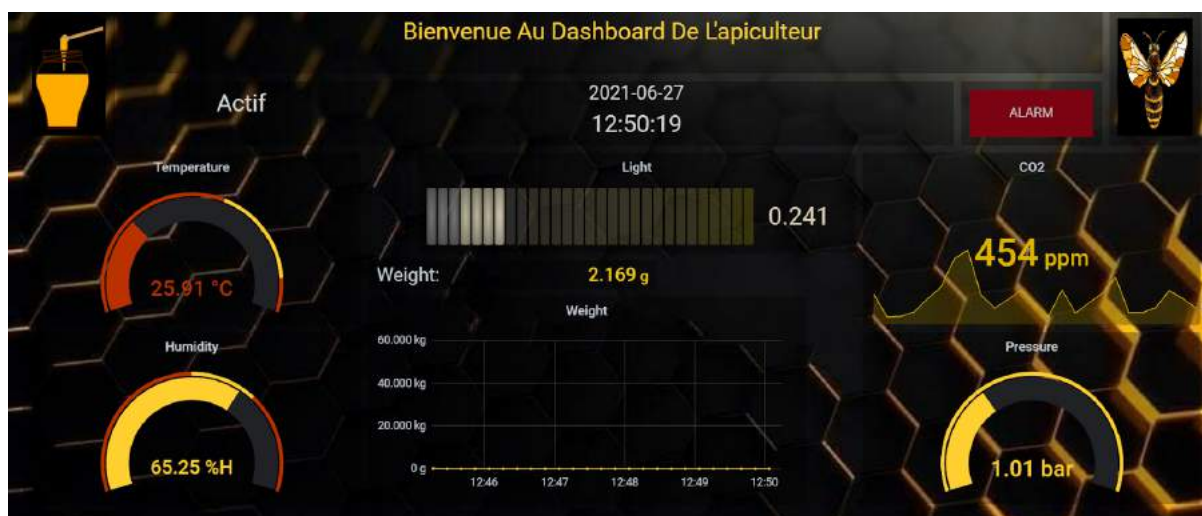 Bienvenue Au Dashboard De L'apiculteur
Actif
2021-06-27
12:50:19
ALARM
Temperature
25.91 °C
Light
0.241
CO2
454 ppm
Weight:
2.169 g
Weight
60.000 kg
40.000 kg
20.000 kg
0 g
12:46
12:47
12:48
12:49
12:50
Humidity
65.25 %H
Pressure
1.01 bar